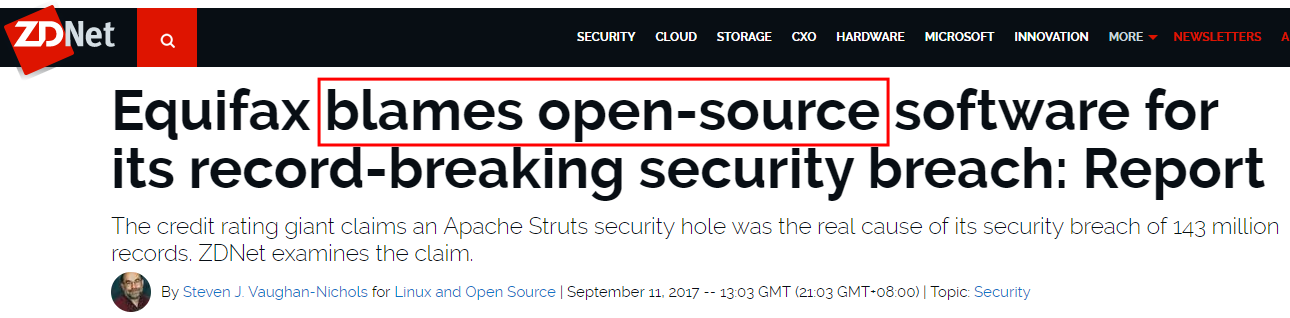 ZDNet
SECURITY CLOUD STORAGE CXO HARDWARE MICROSOFT INNOVATION MORE NEWSLETTERS A
Equifax blames open-source software for
its record-breaking security breach: Report
The credit rating giant claims an Apache Struts security hole was the real cause of its security breach of 143 million
records. ZDNet examines the claim.
By Steven J. Vaughan-Nichols for Linux and Open Source | September 11, 2017 -- 13:03 GMT (21:03 GMT+08:00) | Topic: Security